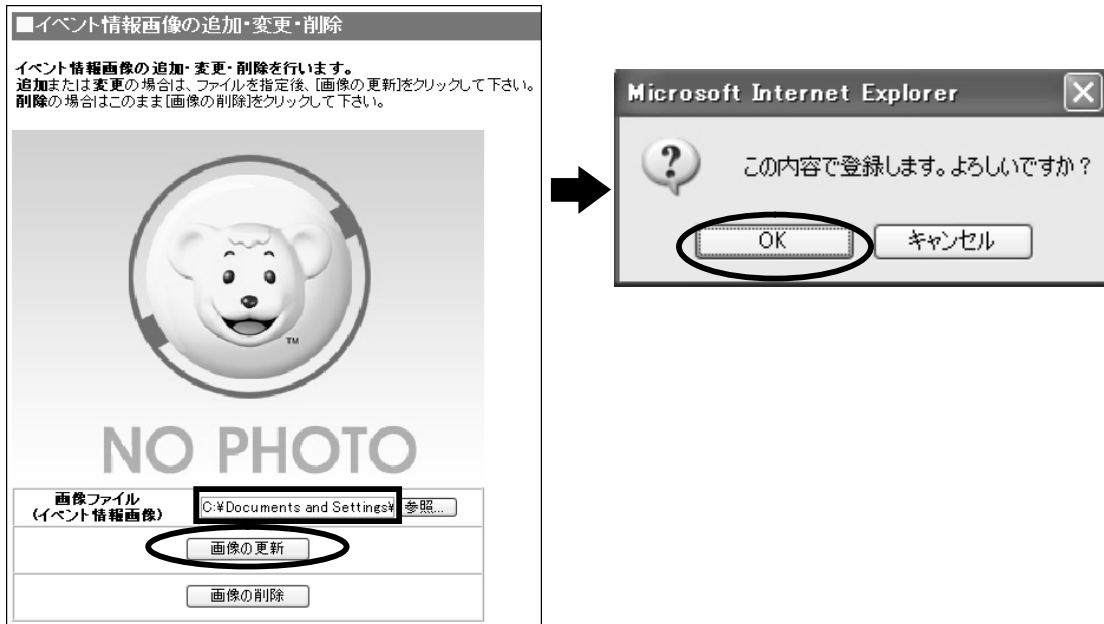 ■イベント情報画像の追加・変更・削除
イベント情報画像の追加・変更・削除を行います。
追加または変更の場合は、ファイルを指定後、[画像の更新]をクリックして下さい。
削除の場合はこのまま[画像の削除]をクリックして下さい。
TM
NO PHOTO
画像ファイル
(イベント情報画像)
C:¥Documents and Settings¥
参照...
画像の更新
画像の削除
Microsoft Internet Explorer
この内容で登録します。よろしいですか？
OK
キャンセル